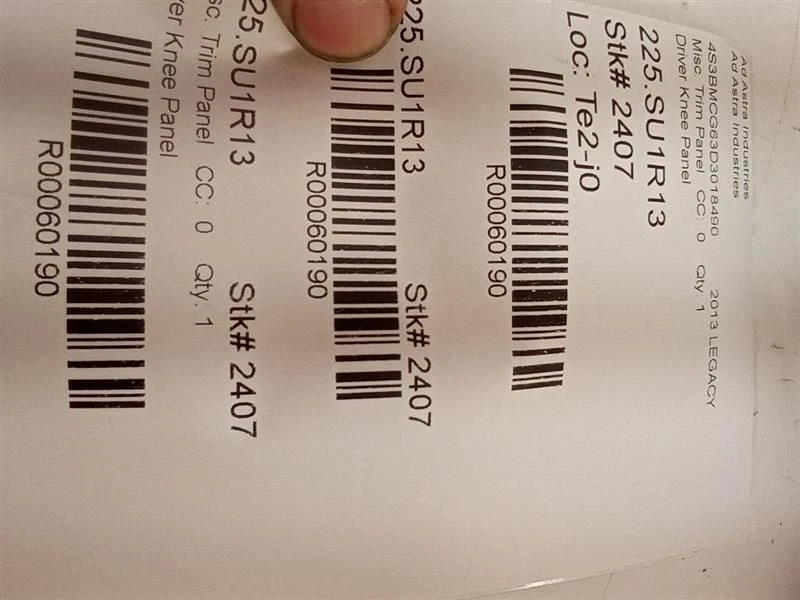 Ad Astra Industries
Ad Astra Industries
4S3BMCG63D3018490 2013 LEGACY
Misc. Trim Panel CC: 0 Qty: 1
Driver Knee Panel
225.SU1R13
Stk# 2407
Loc: Te2-j0
R00060190
225.SU1R13 Stk# 2407
R00060190
25.SU1R13 Stk# 2407
sc. Trim Panel CC: 0 Qty: 1
er Knee Panel
R00060190